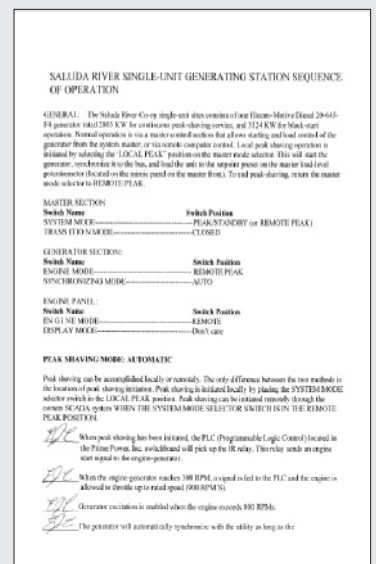 SALUDA RIVER SINGLE-UNIT GENERATING STATION SEQUENCE
OF OPERATION
GENERAL: The Saluda River Co-op single-unit sites consists of one Electro-Motive Diesel 20-645-
F4 generator rated 2865 KW for continuous peak-shaving service, and 3124 KW for black-start
operation. Normal operation is via a master control section that allows starting and load control of the
generator from the system master, or via remote computer control. Local peak shaving operation is
initiated by selecting the "LOCAL PEAK" position on the master mode selector. This will start the
generator, synchronize it to the bus, and load the unit to the setpoint preset on the master load-level
potentiometer (located on the mimic panel on the master front). To end peak-shaving, return the master
mode selector to REMOTE PEAK.
MASTER SECTION
Switch Name Switch Position
SYSTEM MODE-----------------------PEAK/STANDBY (or REMOTE PEAK)
TRANSITION MODE-----------------------CLOSED
GENERATOR SECTION:
Switch Name Switch Position
ENGINE MODE-----------------------REMOTE PEAK
SYNCHRONIZING MODE-----------------------AUTO
ENGINE PANEL:
Switch Name Switch Position
ENGINE MODE-----------------------REMOTE
DISPLAY MODE-----------------------Don't care
PEAK SHAVING MODE: AUTOMATIC
Peak shaving can be accomplished locally or remotely. The only difference between the two methods is
the location of peak shaving initiation. Peak shaving is initiated locally by placing the SYSTEM MODE
selector switch in the LOCAL PEAK position. Peak shaving can be initiated remotely through the
owners SCADA system WHEN THE SYSTEM MODE SELECTOR SWITCH IS IN THE REMOTE
PEAK POSITION.
When peak shaving has been initiated, the PLC (Programmable Logic Control) located in
the Prime Power, Inc. switchboard will pick up the IR relay. This relay sends an engine
start signal to the engine-generator.
When the engine-generator reaches 300 RPM, a signal is fed to the PLC and the engine is
allowed to throttle up to rated speed (900 RPM'S).
Generator excitation is enabled when the engine exceeds 800 RPMs.
The generator will automatically synchronize with the utility as long as the